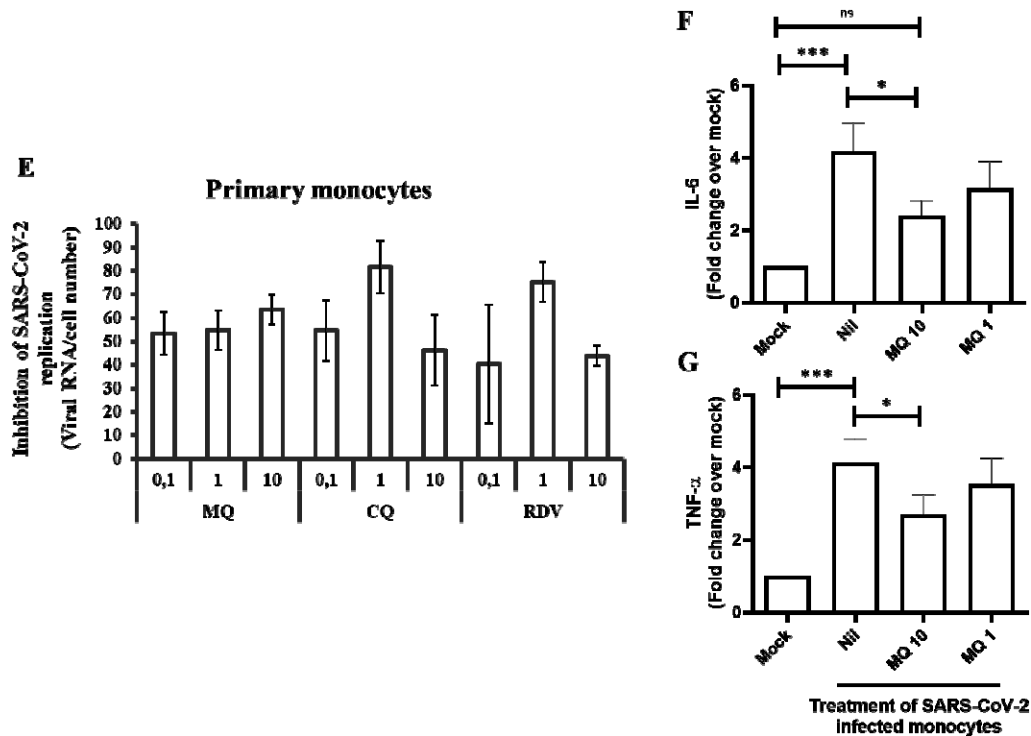 E
Primary monocytes
Inhibition of SARS-CoV-2
replication
(Viral RNA/cell number)
100
90
80
70
60
50
40
30
20
10
0
0,1 1 10 0,1 1 10 0,1 1 10
MQ CQ RDV
F
ns
***
*
IL-6
(Fold change over mock)
6
4
2
0
Mock Nil MQ 10 MQ 1
G
***
*
TNF-α
(Fold change over mock)
6
4
2
0
Mock Nil MQ 10 MQ 1
Treatment of SARS-CoV-2
infected monocytes